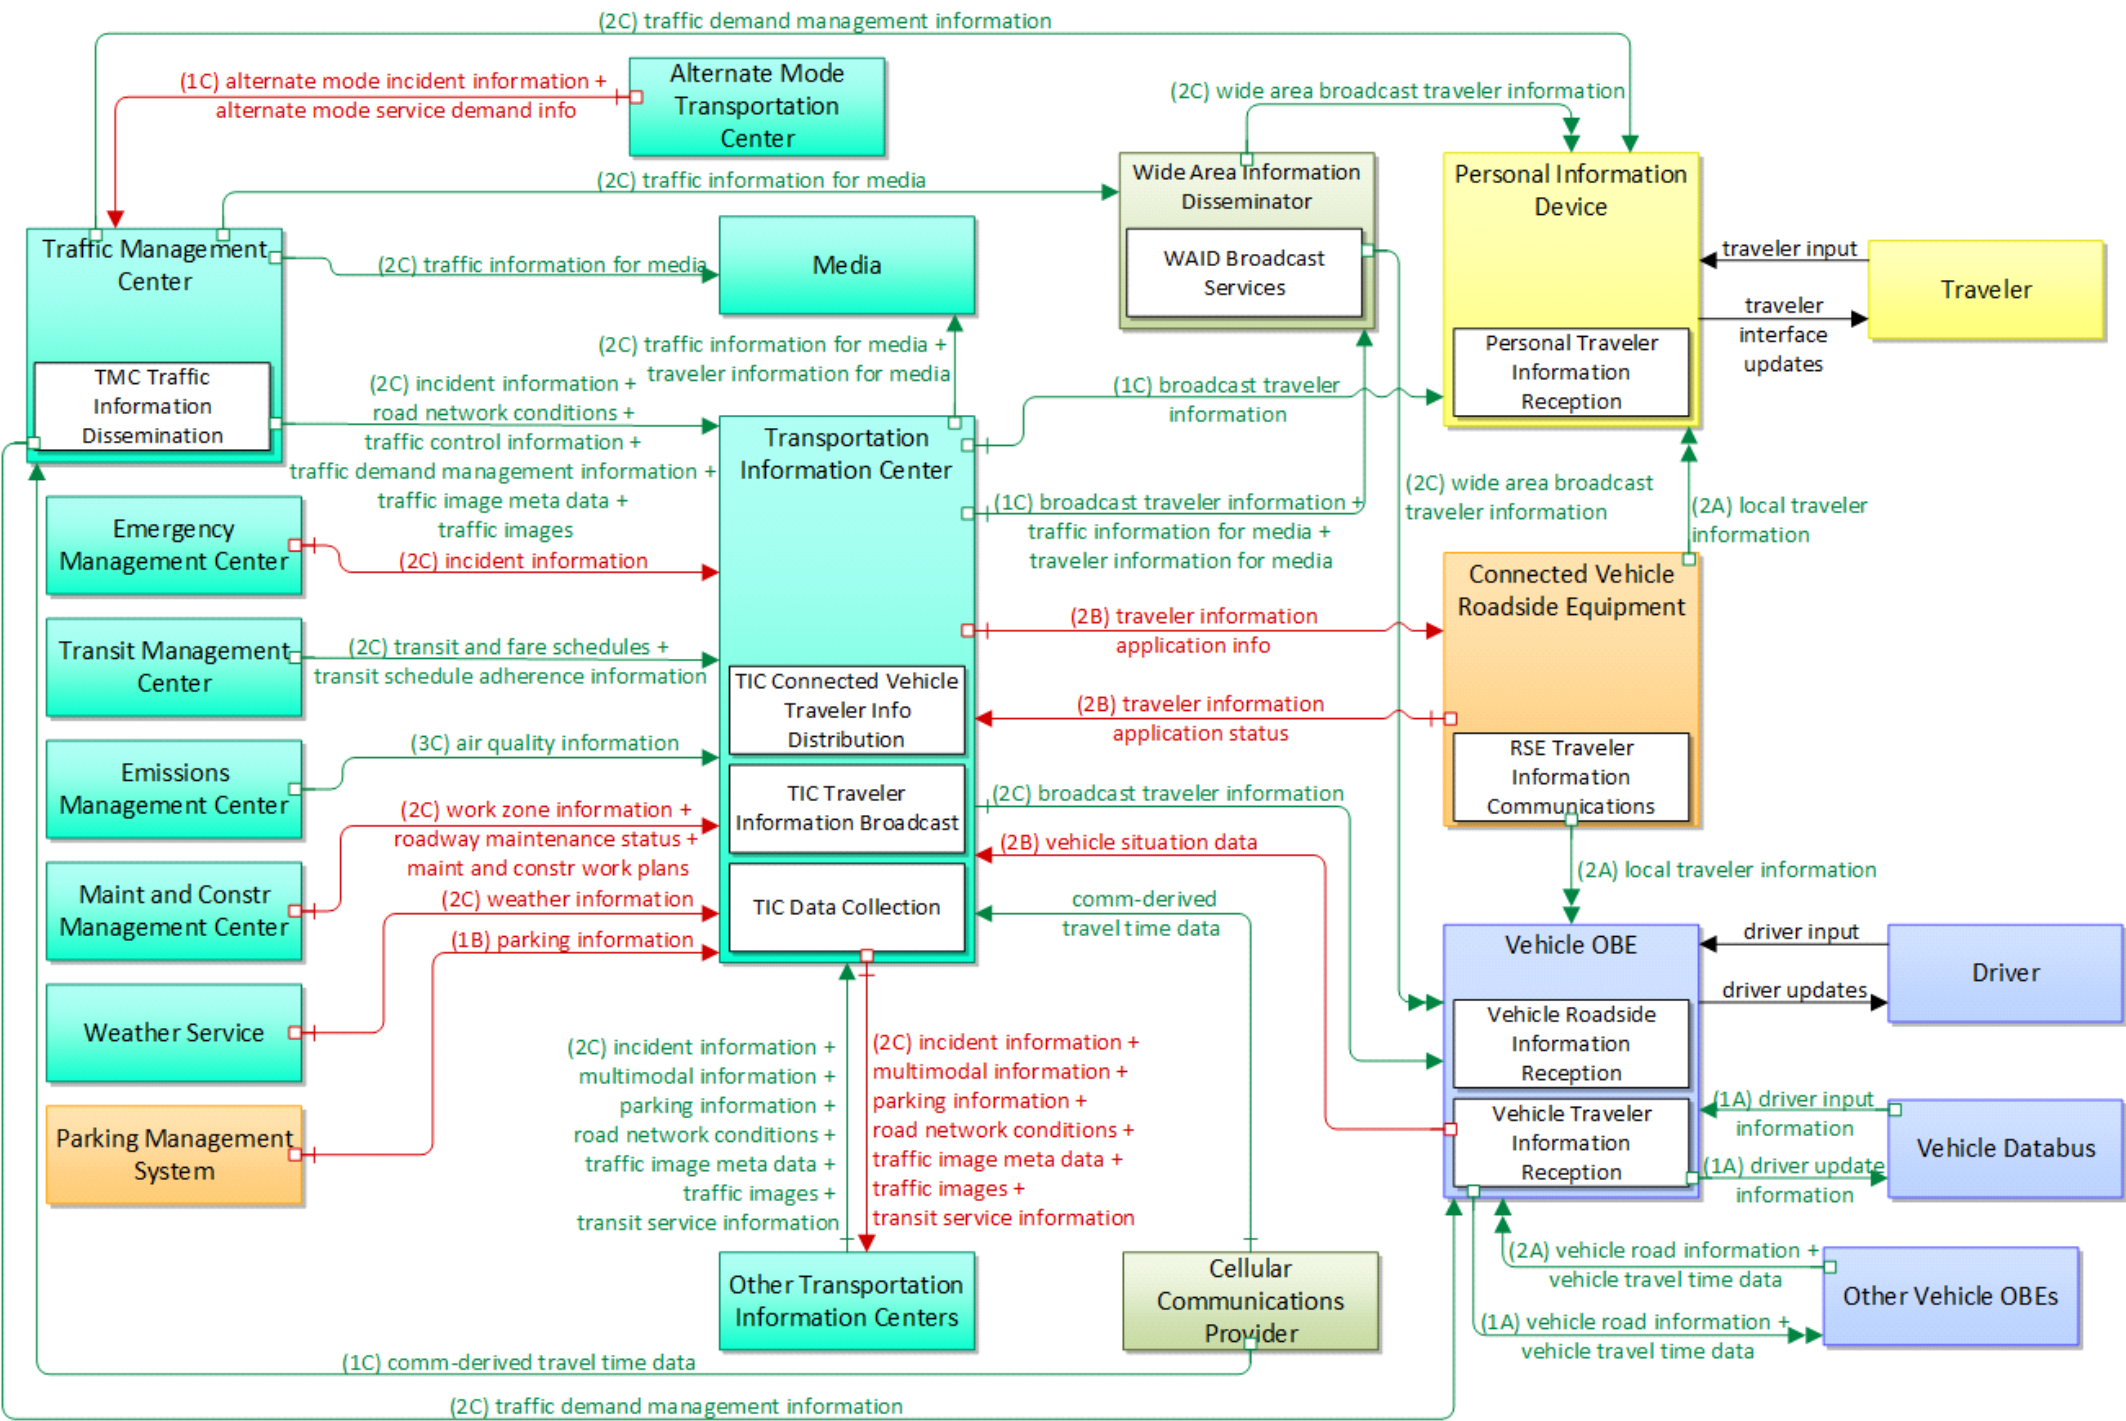 (2C) traffic demand management information
(1C) alternate mode incident information +
alternate mode service demand info
Alternate Mode
Transportation
Center
(2C) wide area broadcast traveler information
(2C) traffic information for media
Wide Area Information
Disseminator
WAID Broadcast
Services
Personal Information
Device
Personal Traveler
Information
Reception
traveler input
traveler
interface
updates
Traveler
Traffic Management
Center
TMC Traffic
Information
Dissemination
(2C) traffic information for media
Media
(2C) traffic information for media +
traveler information for media
(2C) incident information +
road network conditions +
traffic control information +
traffic demand management information +
traffic image meta data +
traffic images
Transportation
Information Center
(1C) broadcast traveler
information
(1C) broadcast traveler information +
traffic information for media +
traveler information for media
(2C) wide area broadcast
traveler information
(2A) local traveler
information
Emergency
Management Center
(2C) incident information
Connected Vehicle
Roadside Equipment
(2B) traveler information
application info
Transit Management
Center
(2C) transit and fare schedules +
transit schedule adherence information
TIC Connected Vehicle
Traveler Info
Distribution
(2B) traveler information
application status
RSE Traveler
Information
Communications
Emissions
Management Center
(3C) air quality information
TIC Traveler
Information Broadcast
(2C) broadcast traveler information
(2C) work zone information +
roadway maintenance status +
maint and constr work plans
(2B) vehicle situation data
Maint and Constr
Management Center
(2C) weather information
TIC Data Collection
comm-derived
travel time data
(2A) local traveler information
(1B) parking information
Vehicle OBE
driver input
driver updates
Driver
Weather Service
Vehicle Roadside
Information
Reception
(2C) incident information +
multimodal information +
parking information +
road network conditions +
traffic image meta data +
traffic images +
transit service information
(2C) incident information +
multimodal information +
parking information +
road network conditions +
traffic image meta data +
traffic images +
transit service information
Parking Management
System
Vehicle Traveler
Information
Reception
(1A) driver input
information
(1A) driver update
information
Vehicle Databus
Other Transportation
Information Centers
Cellular
Communications
Provider
(2A) vehicle road information +
vehicle travel time data
Other Vehicle OBEs
(1A) vehicle road information +
vehicle travel time data
(1C) comm-derived travel time data
(2C) traffic demand management information